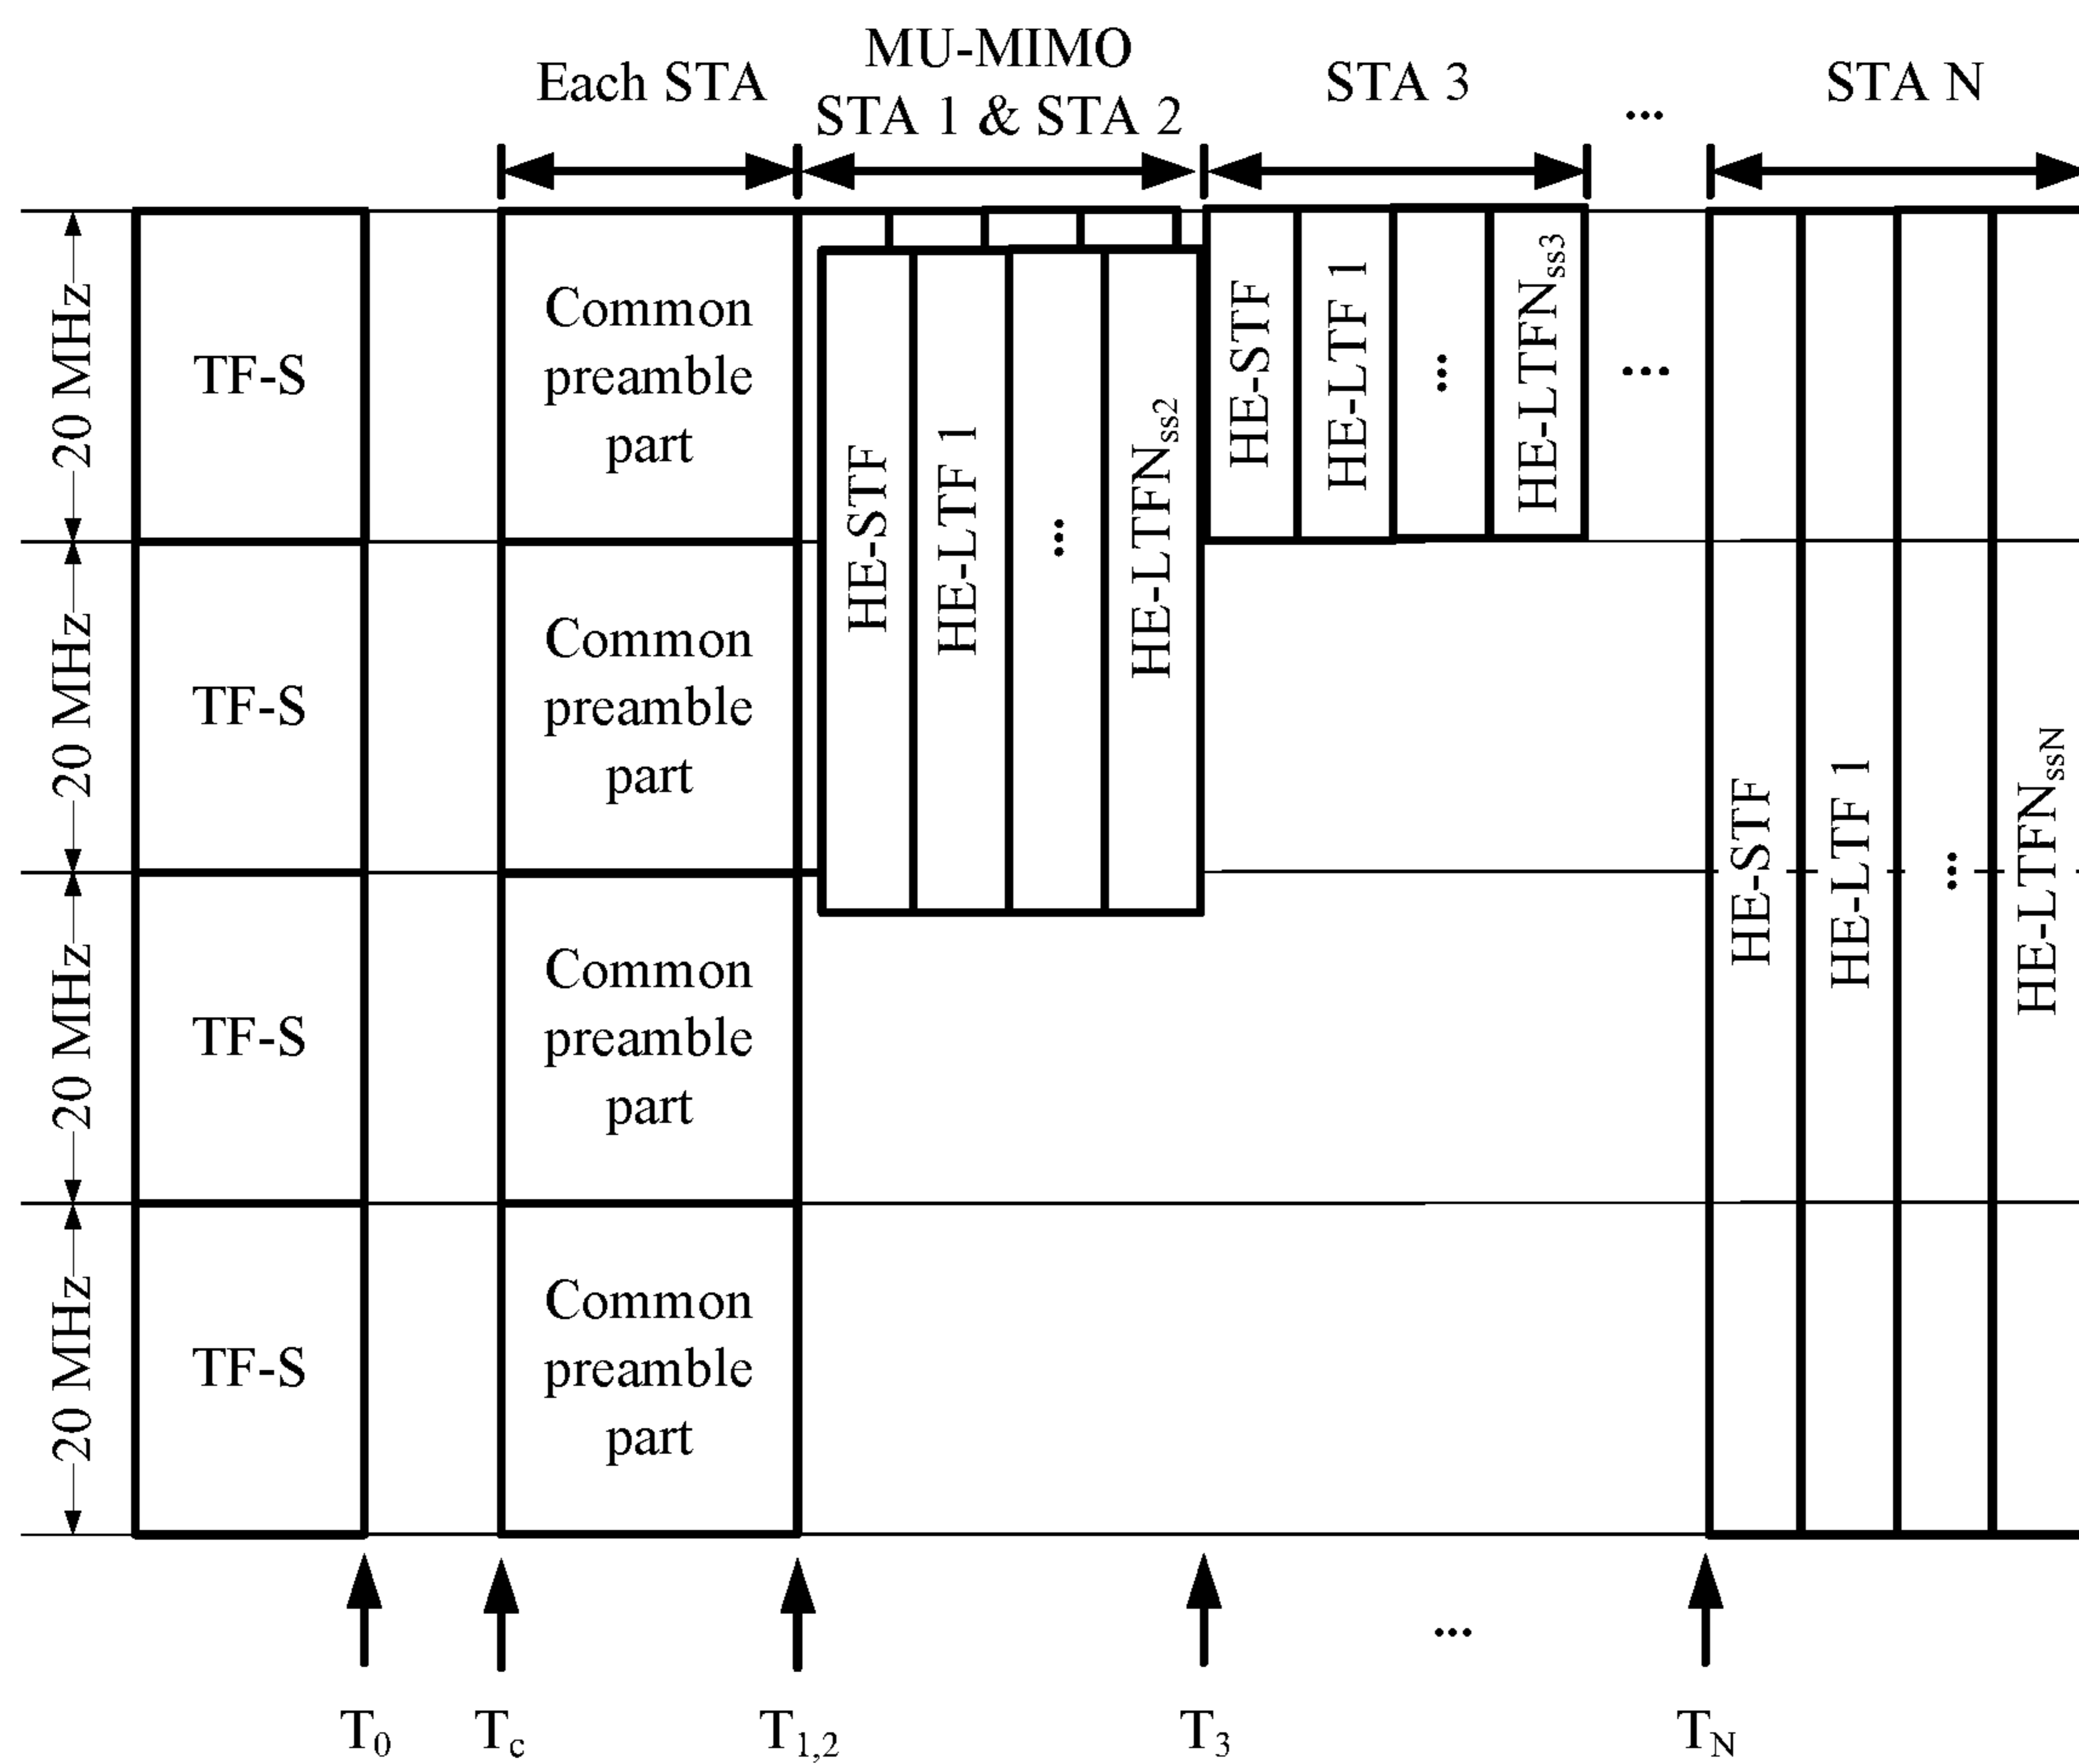 Each STA
MU-MIMO
STA 1 & STA 2
STA 3
...
STA N
20 MHz
TF-S
Common
preamble
part
HE-STF
HE-LTF 1
...
HE-LTFNss2
HE-STF
HE-LTF 1
...
HE-LTFNss3
...
20 MHz
TF-S
Common
preamble
part
HE-STF
HE-LTF 1
...
HE-LTFNssN
20 MHz
TF-S
Common
preamble
part
20 MHz
TF-S
Common
preamble
part
...
T0
Tc
T1,2
T3
TN